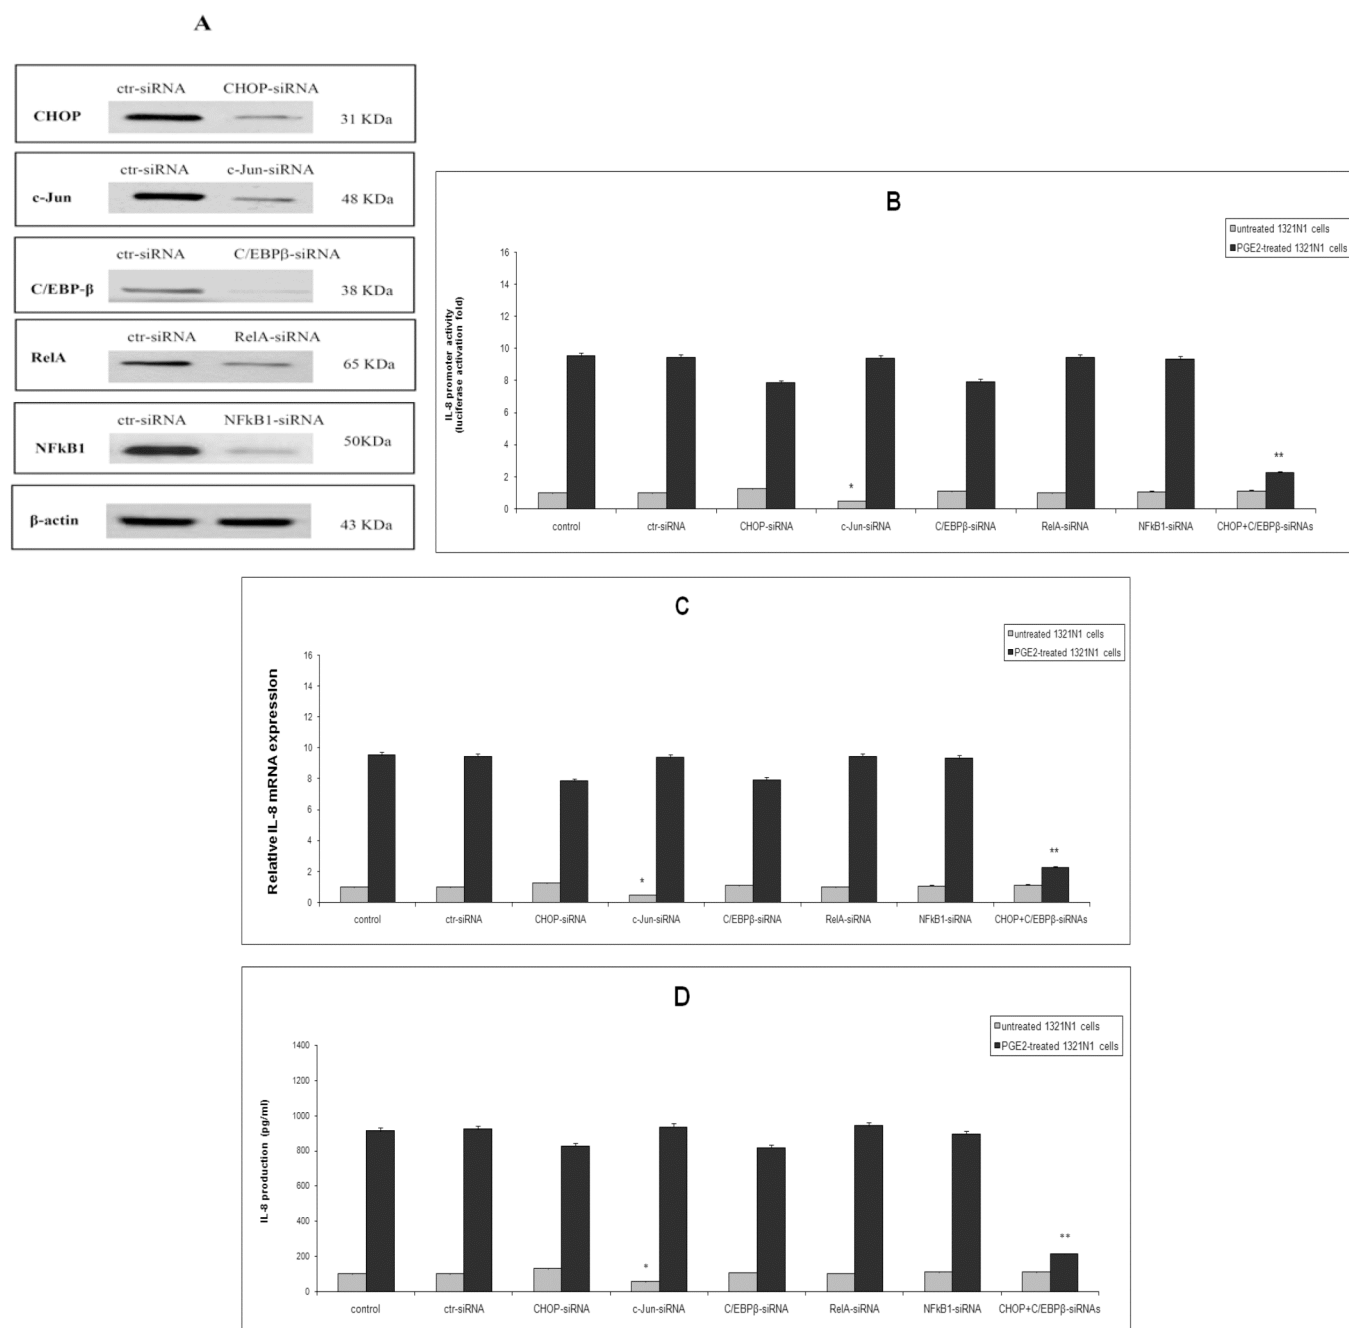 A
ctr-siRNA CHOP-siRNA
CHOP 31 KDa
ctr-siRNA c-Jun-siRNA
c-Jun 48 KDa
ctr-siRNA C/EBPβ-siRNA
C/EBP-β 38 KDa
ctr-siRNA RelA-siRNA
RelA 65 KDa
ctr-siRNA NFkB1-siRNA
NFkB1 50KDa
β-actin 43 KDa
B
untreated 1321N1 cells
PGE2-treated 1321N1 cells
IL-8 promoter activity
(luciferase activation fold)
16
14
12
10
8
6
4
2
0
*
**
control ctr-siRNA CHOP-siRNA c-Jun-siRNA C/EBPβ-siRNA RelA-siRNA NFkB1-siRNA CHOP+C/EBPβ-siRNAs
C
untreated 1321N1 cells
PGE2-treated 1321N1 cells
Relative IL-8 mRNA expression
16
14
12
10
8
6
4
2
0
*
**
control ctr-siRNA CHOP-siRNA c-Jun-siRNA C/EBPβ-siRNA RelA-siRNA NFkB1-siRNA CHOP+C/EBPβ-siRNAs
D
untreated 1321N1 cells
PGE2-treated 1321N1 cells
IL-8 production (pg/ml)
1400
1200
1000
800
600
400
200
0
*
**
control ctr-siRNA CHOP-siRNA c-Jun-siRNA C/EBPβ-siRNA RelA-siRNA NFkB1-siRNA CHOP+C/EBPβ-siRNAs